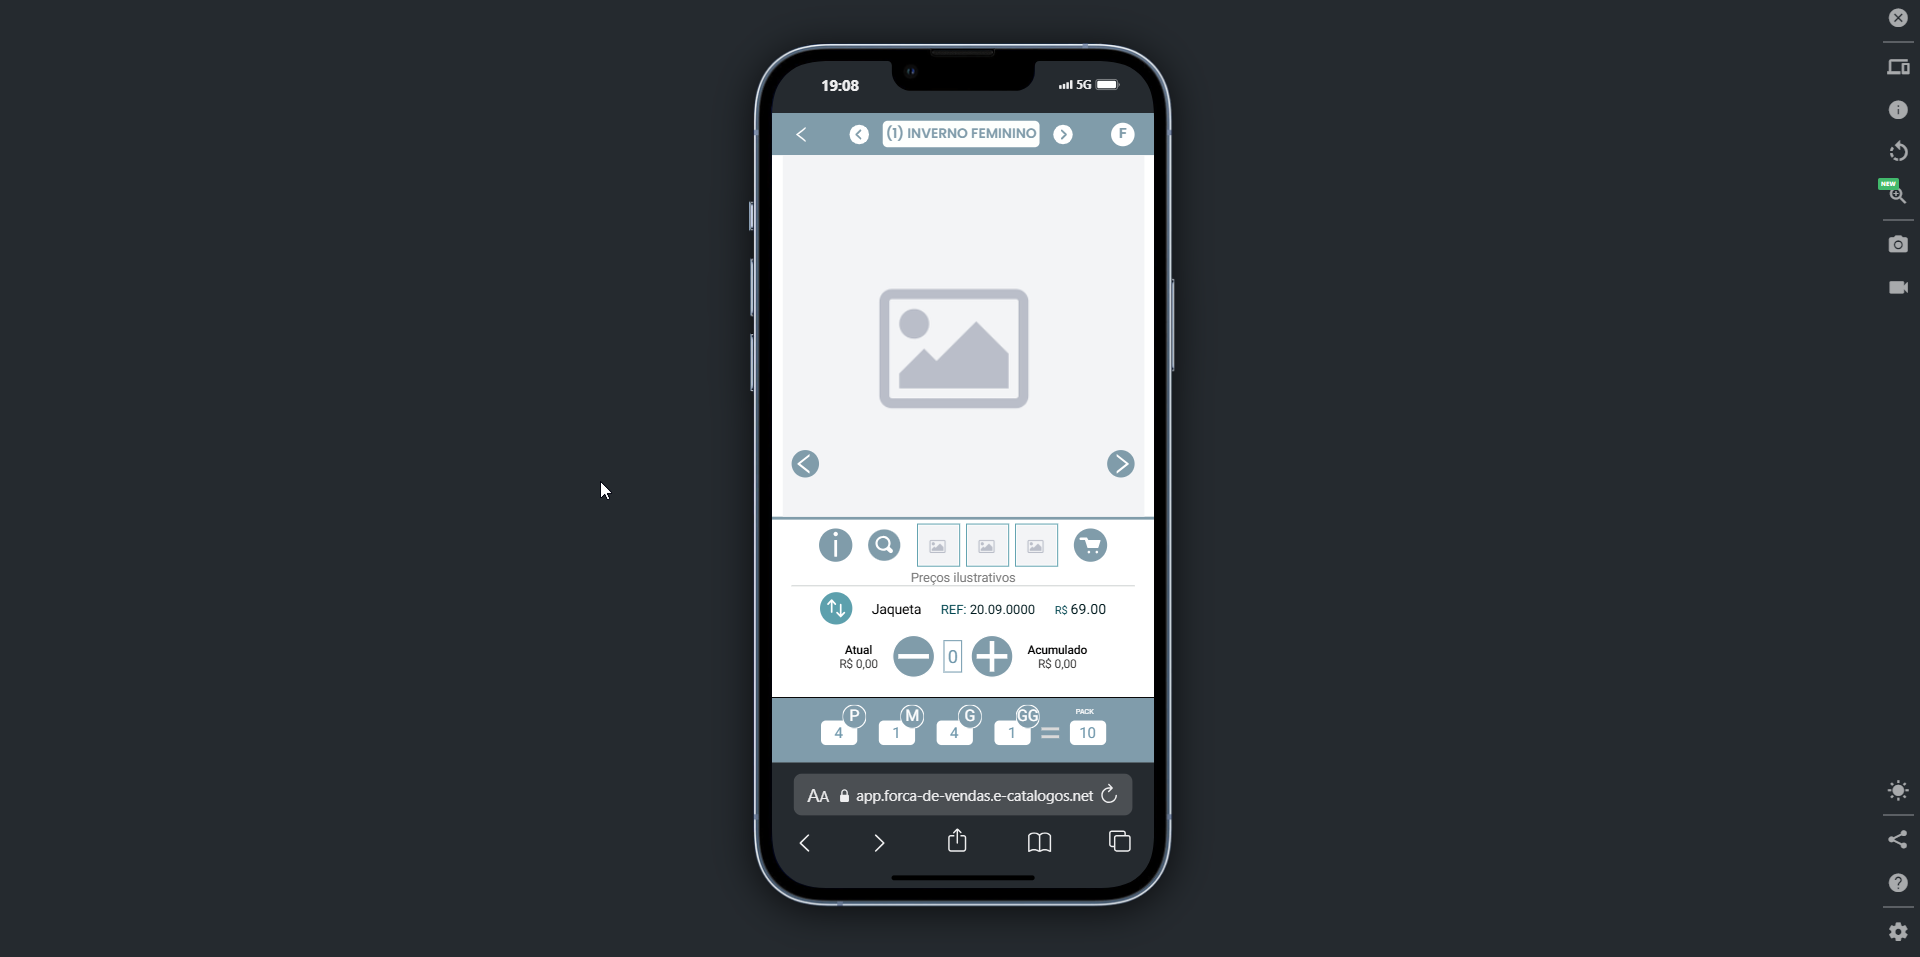 19:08
5G
(1) INVERNO FEMININO
F
NEW
Preços ilustrativos
Jaqueta REF: 20.09.0000 R$ 69.00
Atual
R$ 0,00
0
Acumulado
R$ 0,00
P M G GG PACK
4 1 4 1 = 10
AA app.forca-de-vendas.e-catalogos.net